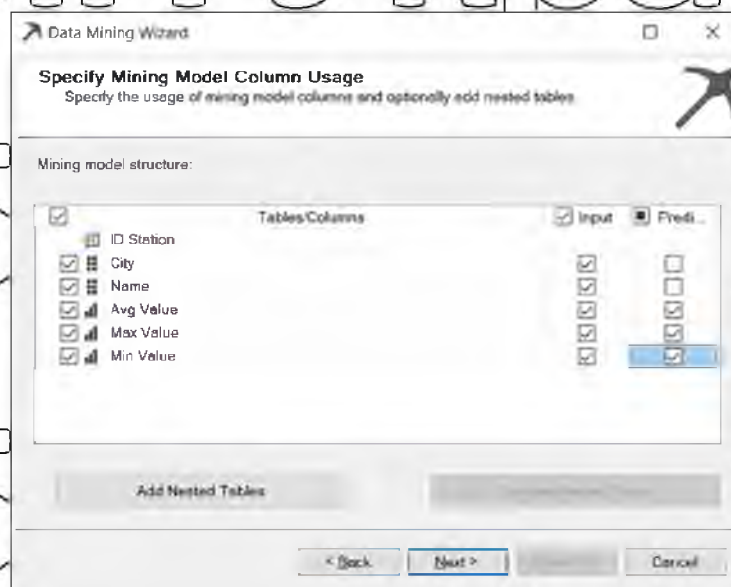 Data Mining Wizard
Specify Mining Model Column Usage
Specify the usage of mining model columns and optionally add nested tables.
Mining model structure:
Tables/Columns Input Predi...
ID Station
City
Name
Avg Value
Max Value
Min Value
Add Nested Tables
< Back Next > Cancel